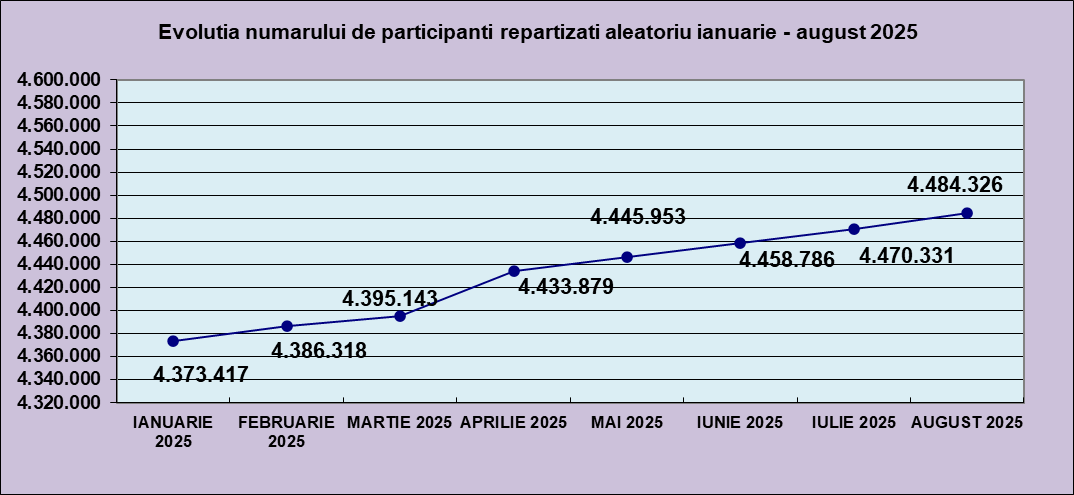 Evolutia numarului de participanti repartizati aleatoriu ianuarie - august 2025
4.600.000
4.580.000
4.560.000
4.540.000
4.520.000
4.500.000
4.480.000
4.460.000
4.440.000
4.420.000
4.400.000
4.380.000
4.360.000
4.340.000
4.320.000
4.373.417
4.386.318
4.395.143
4.433.879
4.445.953
4.458.786
4.470.331
4.484.326
IANUARIE
2025
FEBRUARIE
2025
MARTIE 2025
APRILIE 2025
MAI 2025
IUNIE 2025
IULIE 2025
AUGUST 2025